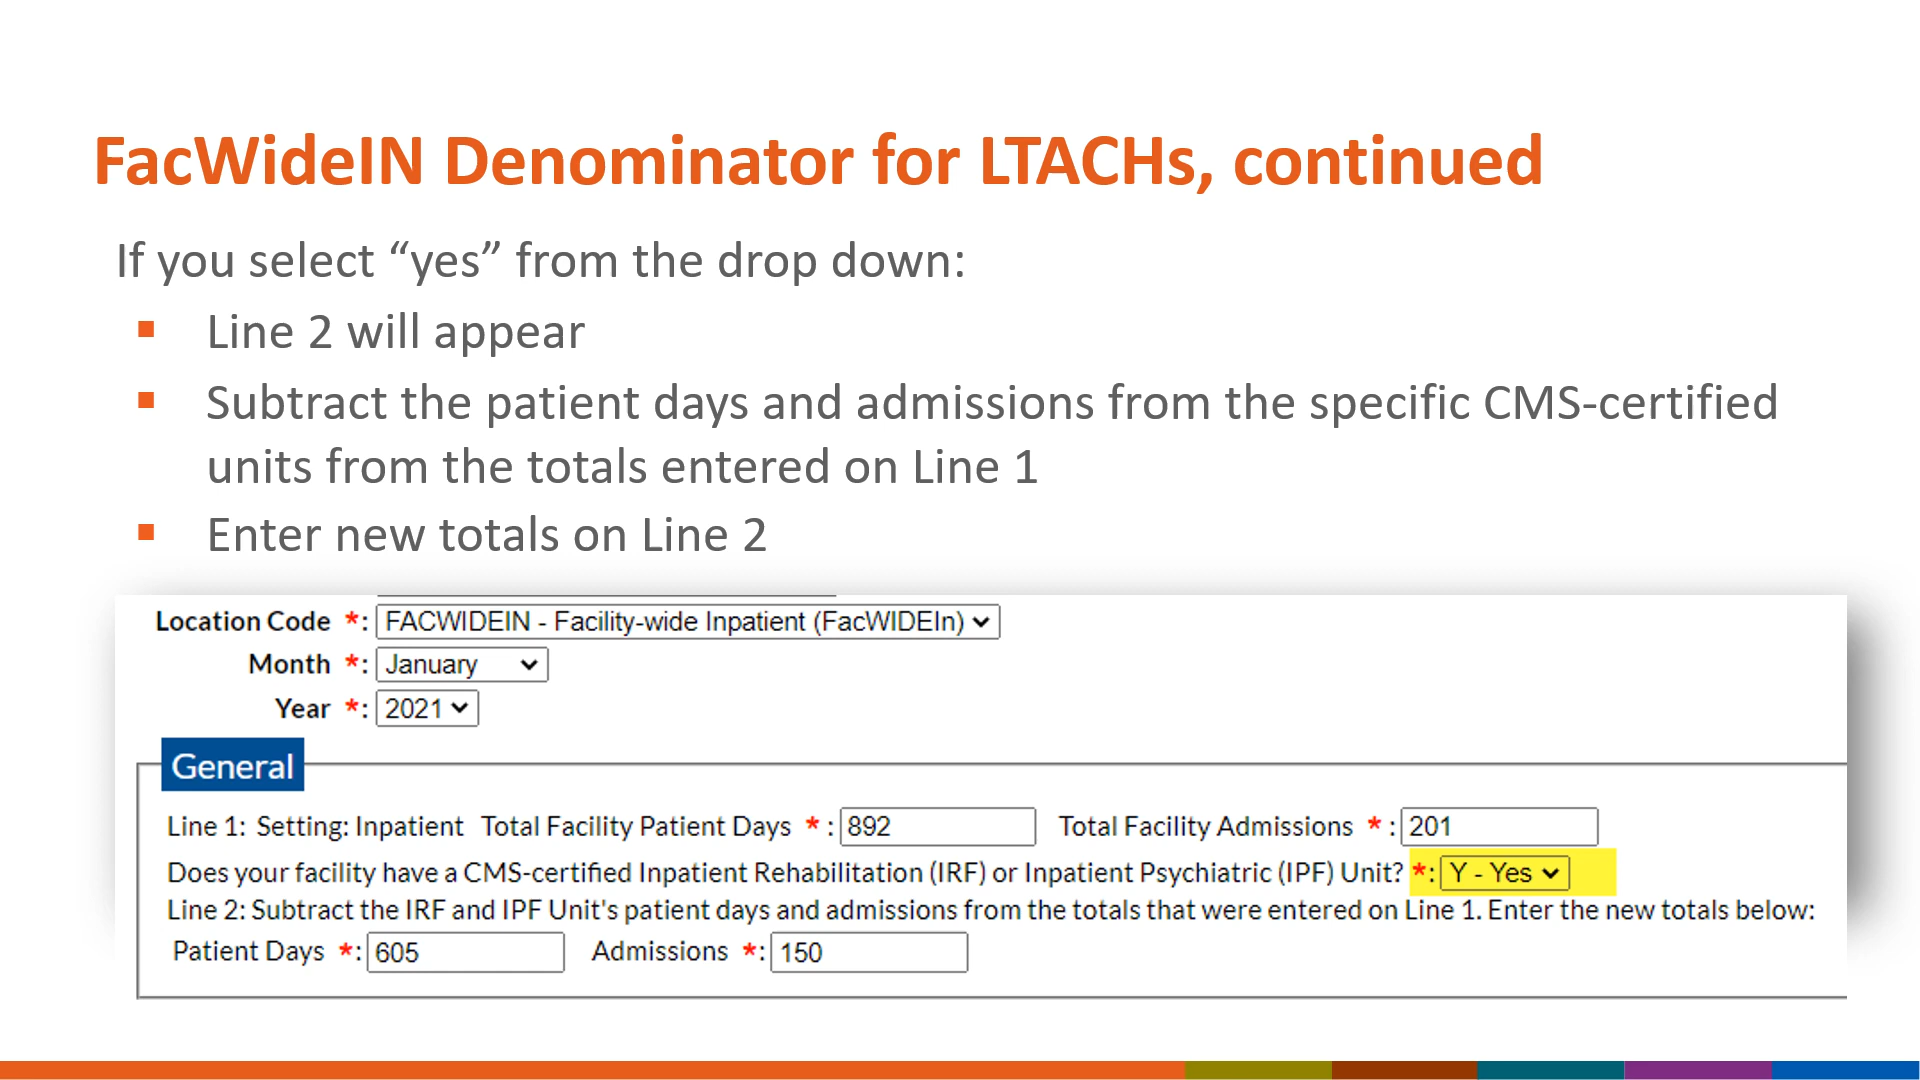 FacWideIN Denominator for LTACHs, continued
If you select “yes” from the drop down:
▪ Line 2 will appear
▪ Subtract the patient days and admissions from the specific CMS-certified
units from the totals entered on Line 1
▪ Enter new totals on Line 2
Location Code *: FACWIDEIN - Facility-wide Inpatient (FacWIDEIn)
Month *: January
Year *: 2021
General
Line 1: Setting: Inpatient Total Facility Patient Days * : 892 Total Facility Admissions * : 201
Does your facility have a CMS-certified Inpatient Rehabilitation (IRF) or Inpatient Psychiatric (IPF) Unit? *: Y - Yes
Line 2: Subtract the IRF and IPF Unit's patient days and admissions from the totals that were entered on Line 1. Enter the new totals below:
Patient Days *: 605 Admissions *: 150